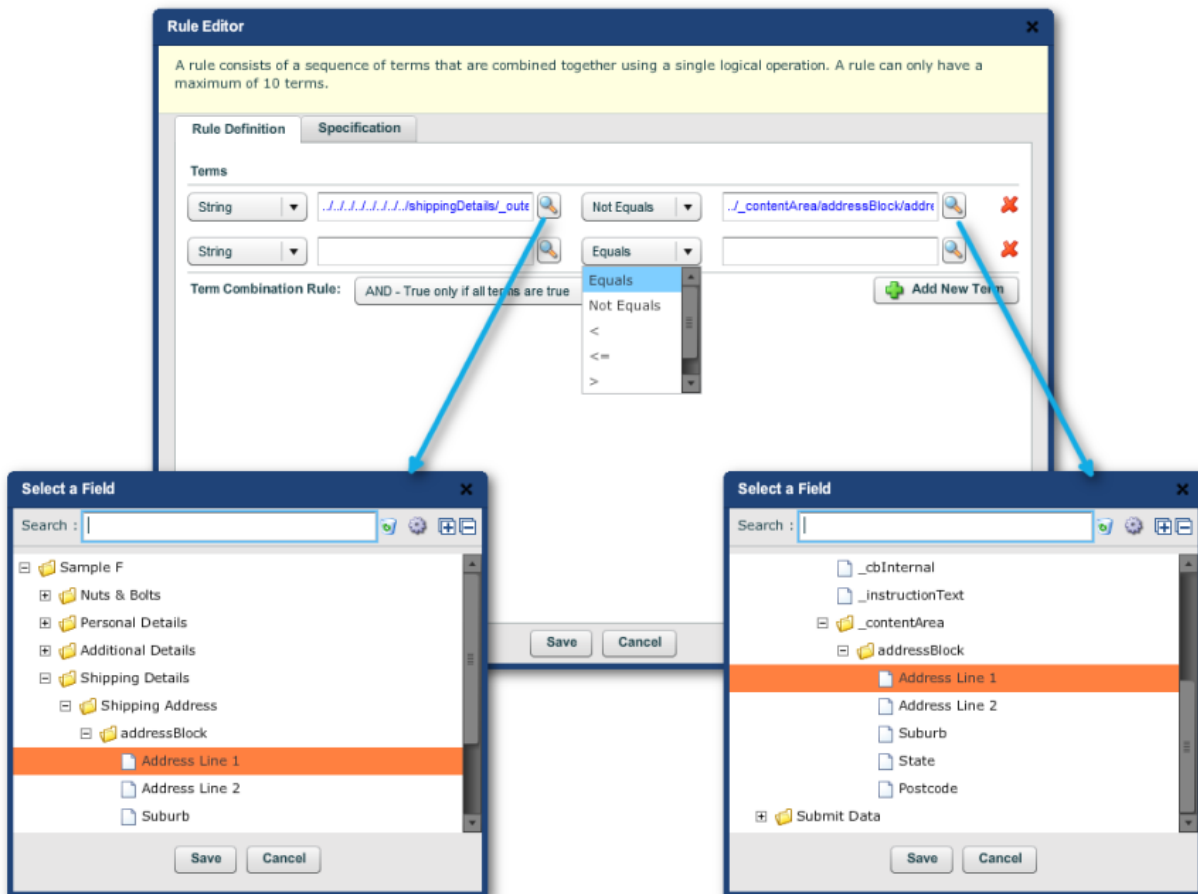 Rule Editor
A rule consists of a sequence of terms that are combined together using a single logical operation. A rule can only have a
maximum of 10 terms.
Rule Definition
Specification
Terms
String
../../../../../../../../shippingDetails/_oute
Not Equals
../_contentArea/addressBlock/addre
String
Equals
Equals
Not Equals
<
<=
>
Term Combination Rule:
AND - True only if all terms are true
Add New Term
Save
Cancel
Select a Field
Search :
Sample F
Nuts & Bolts
Personal Details
Additional Details
Shipping Details
Shipping Address
addressBlock
Address Line 1
Address Line 2
Suburb
Save
Cancel
Select a Field
Search :
_cbInternal
_instructionText
_contentArea
addressBlock
Address Line 1
Address Line 2
Suburb
State
Postcode
Submit Data
Save
Cancel